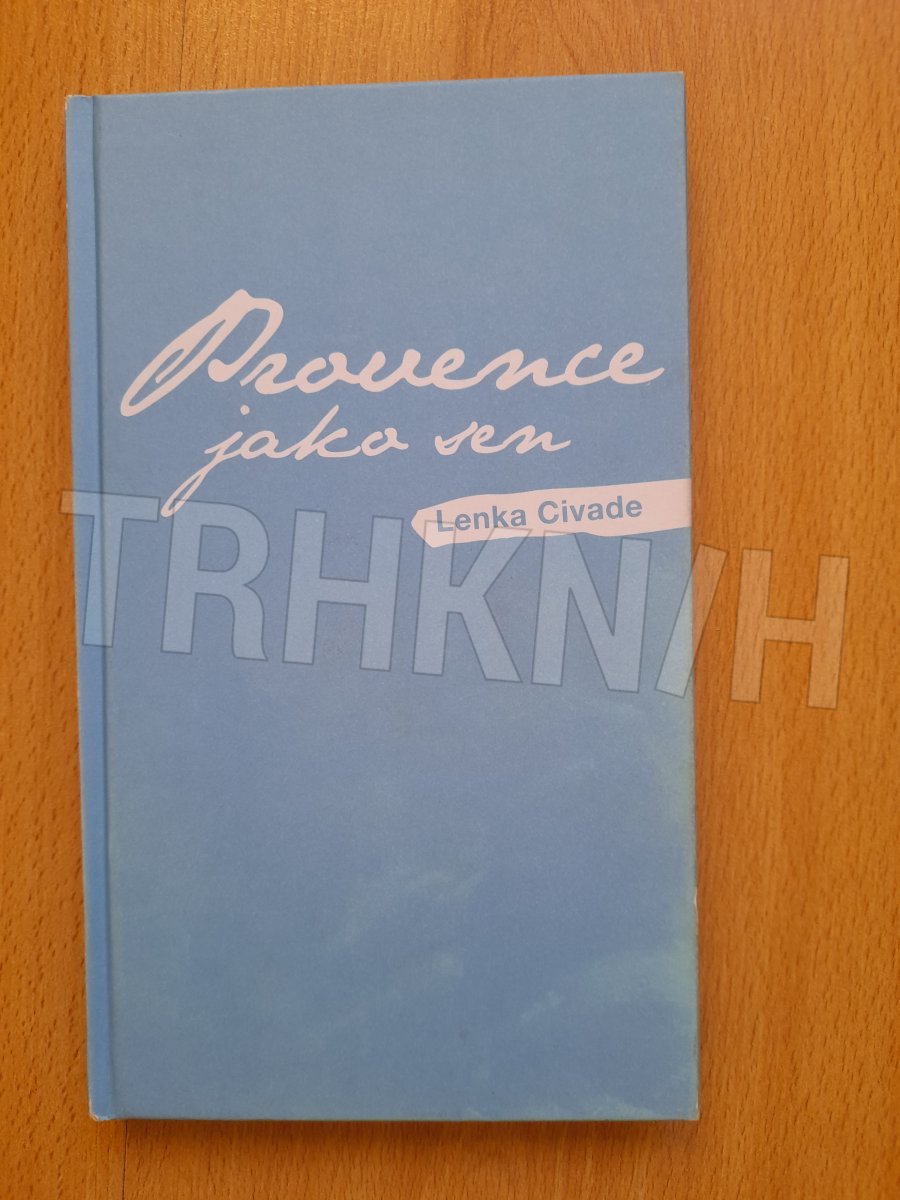 Provence
jako sen
Lenka Civade
TRHKNIH